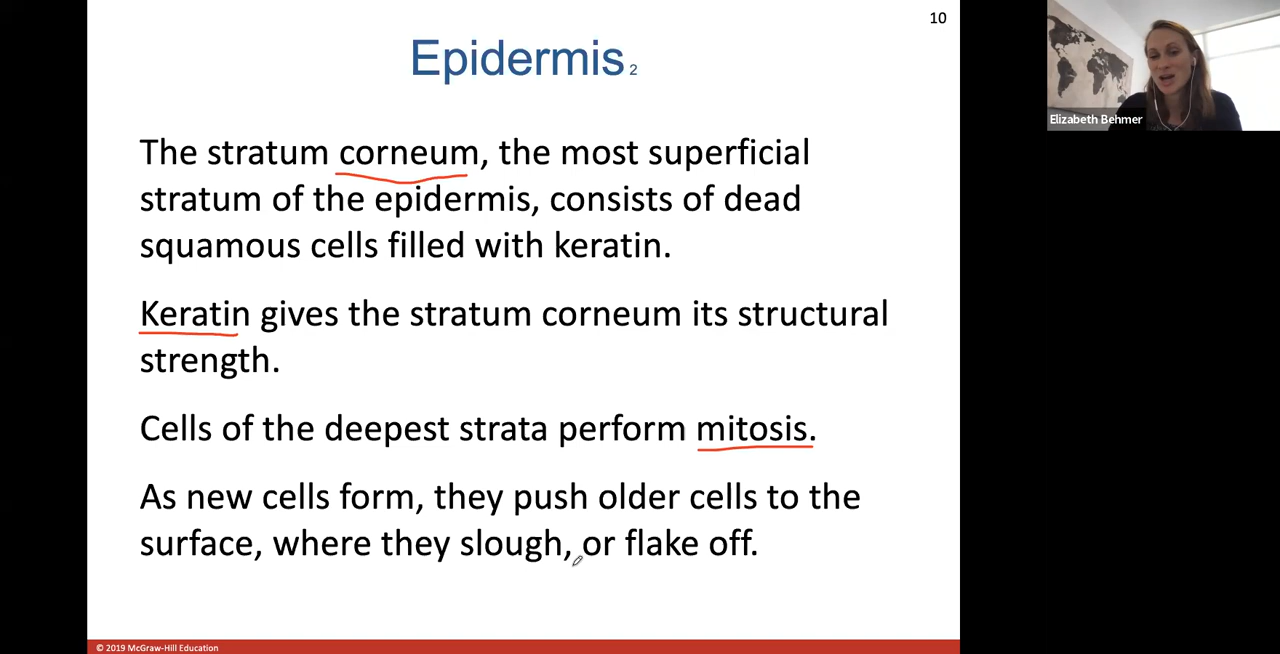 10
Epidermis 2
Elizabeth Behmer
The stratum corneum, the most superficial
stratum of the epidermis, consists of dead
squamous cells filled with keratin.
Keratin gives the stratum corneum its structural
strength.
Cells of the deepest strata perform mitosis.
As new cells form, they push older cells to the
surface, where they slough, or flake off.
© 2019 McGraw-Hill Education